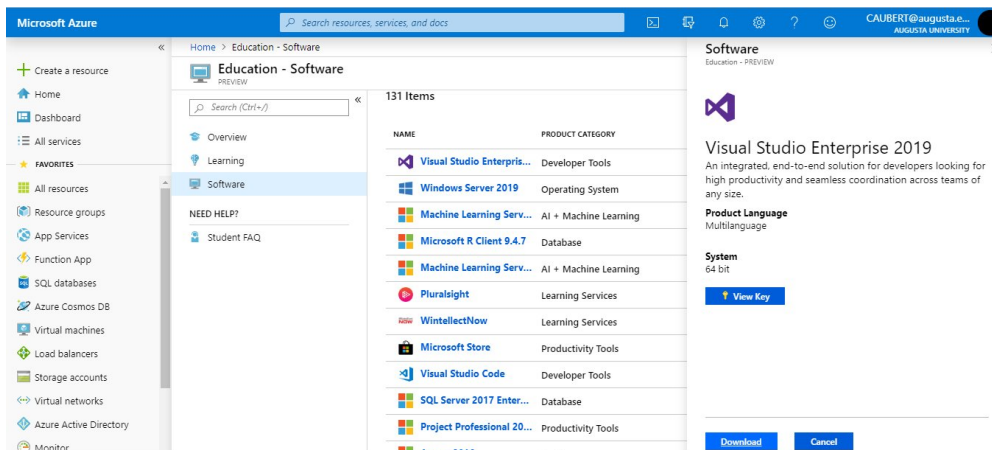 Microsoft Azure
Search resources, services, and docs
CAUBERT@augusta.e...
AUGUSTA UNIVERSITY
Create a resource
Home
Dashboard
All services
FAVORITES
All resources
Resource groups
App Services
Function App
SQL databases
Azure Cosmos DB
Virtual machines
Load balancers
Storage accounts
Virtual networks
Azure Active Directory
Monitor
Home > Education - Software
Education - Software
PREVIEW
Search (Ctrl+/)
Overview
Learning
Software
NEED HELP?
Student FAQ
131 Items
NAME PRODUCT CATEGORY
Visual Studio Enterpris... Developer Tools
Windows Server 2019 Operating System
Machine Learning Serv... AI + Machine Learning
Microsoft R Client 9.4.7 Database
Machine Learning Serv... AI + Machine Learning
Pluralsight Learning Services
WintellectNow Learning Services
Microsoft Store Productivity Tools
Visual Studio Code Developer Tools
SQL Server 2017 Enter... Database
Project Professional 20... Productivity Tools
Software
Education - PREVIEW
Visual Studio Enterprise 2019
An integrated, end-to-end solution for developers looking for
high productivity and seamless coordination across teams of
any size.
Product Language
Multilanguage
System
64 bit
View Key
Download Cancel